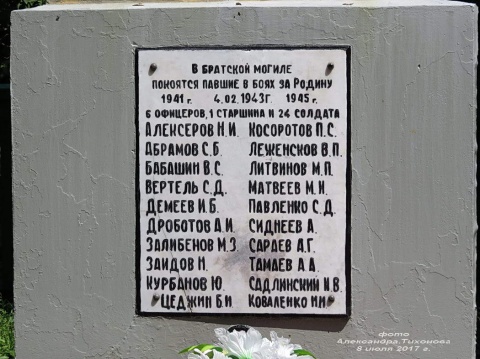 В БРАТСКОЙ МОГИЛЕ
ПОКОЯТСЯ ПАВШИЕ В БОЯХ ЗА РОДИНУ
1941 г. 4.02.1943г. 1945 г.
6 ОФИЦЕРОВ, 1 СТАРШИНА И 24 СОЛДАТА
АЛЕКСЕРОВ Н.И. КОСОРОТОВ П.С.
АБРАМОВ С.Б. ЛЕЖЕНСКОВ В.П.
БАБАШИН В.С. ЛИТВИНОВ М.П.
ВЕРТЕЛЬ С.Д. МАТВЕЕВ М.И.
ДЕМЕЕВ И.Б. ПАВЛЕНКО С.Д.
ДРОБОТОВ А.И. СИДНЕЕВ А.
ЗАЛИБЕНОВ М.З. САРАЕВ А.Г.
ЗАИДОВ Н. ТАМАЕВ А.А.
КУРБАНОВ Ю. САДЛИНСКИЙ И.В.
ЦЕДЖИН Б.И. КОВАЛЕНКО Н.Н.
фото
Александра.Тихонова
8 июля 2017 г.